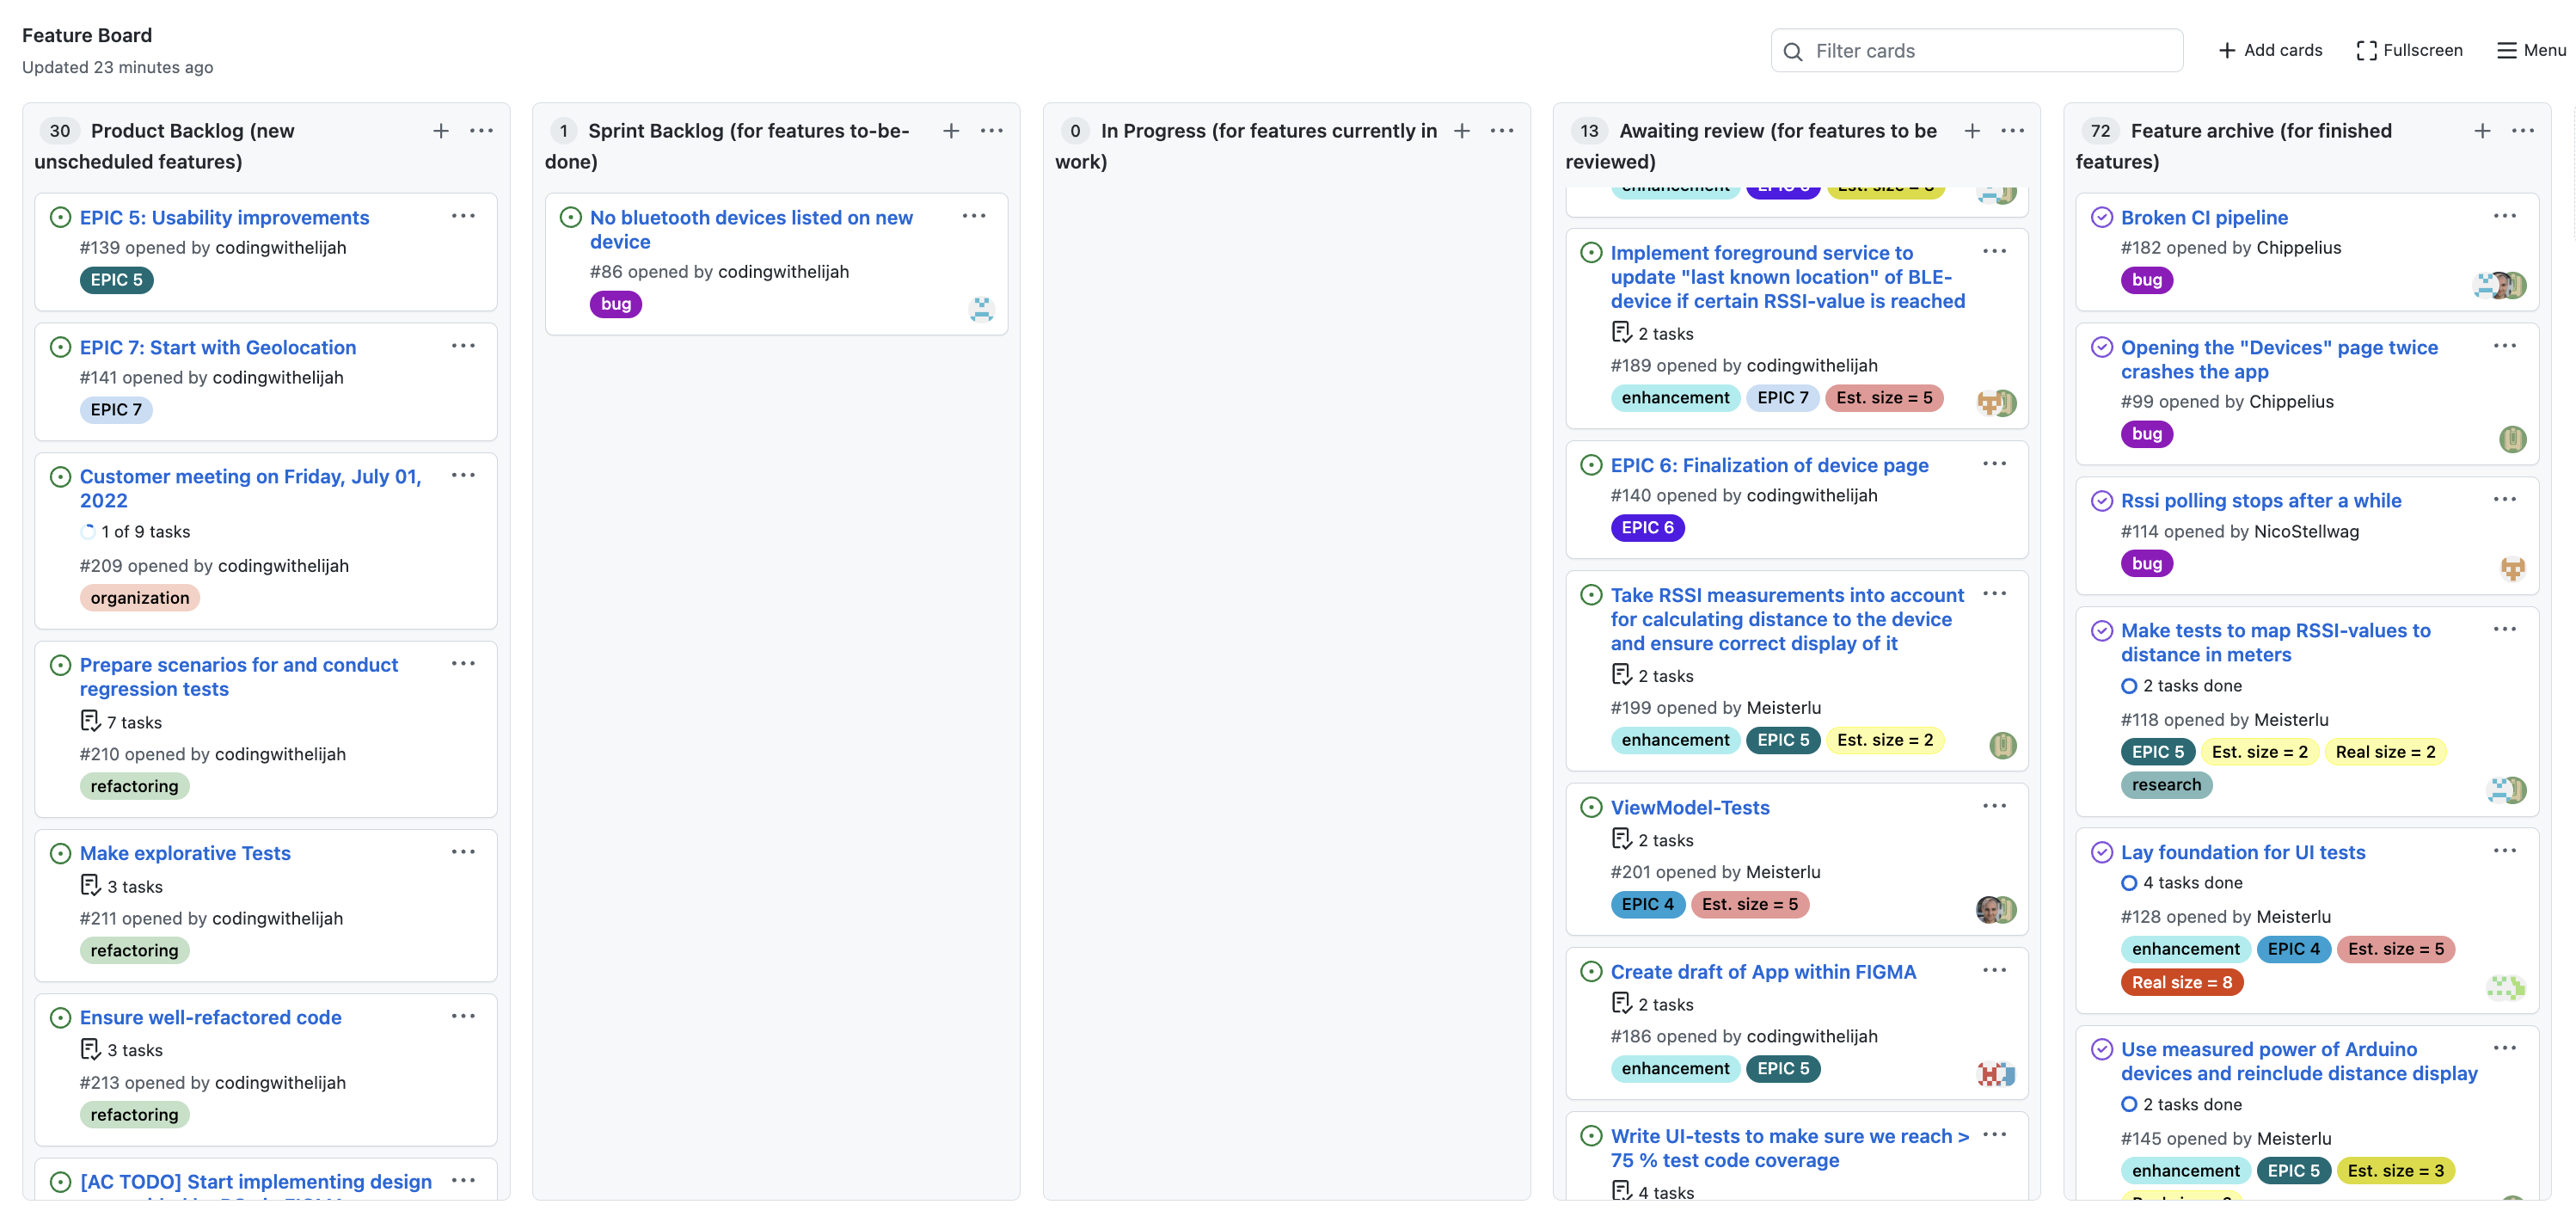 Feature Board
Updated 23 minutes ago
Filter cards
Add cards
Fullscreen
Menu
30 Product Backlog (new
unscheduled features)
EPIC 5: Usability improvements
#139 opened by codingwithelijah
EPIC 5
EPIC 7: Start with Geolocation
#141 opened by codingwithelijah
EPIC 7
Customer meeting on Friday, July 01,
2022
1 of 9 tasks
#209 opened by codingwithelijah
organization
Prepare scenarios for and conduct
regression tests
7 tasks
#210 opened by codingwithelijah
refactoring
Make explorative Tests
3 tasks
#211 opened by codingwithelijah
refactoring
Ensure well-refactored code
3 tasks
#213 opened by codingwithelijah
refactoring
[AC TODO] Start implementing design
1 Sprint Backlog (for features to-be-
done)
No bluetooth devices listed on new
device
#86 opened by codingwithelijah
bug
0 In Progress (for features currently in
work)
13 Awaiting review (for features to be
reviewed)
enhancement EPIC 6
Implement foreground service to
update "last known location" of BLE-
device if certain RSSI-value is reached
2 tasks
#189 opened by codingwithelijah
enhancement EPIC 7 Est. size = 5
EPIC 6: Finalization of device page
#140 opened by codingwithelijah
EPIC 6
Take RSSI measurements into account
for calculating distance to the device
and ensure correct display of it
2 tasks
#199 opened by Meisterlu
enhancement EPIC 5 Est. size = 2
ViewModel-Tests
2 tasks
#201 opened by Meisterlu
EPIC 4 Est. size = 5
Create draft of App within FIGMA
2 tasks
#186 opened by codingwithelijah
enhancement EPIC 5
Write UI-tests to make sure we reach >
75 % test code coverage
4 tasks
72 Feature archive (for finished
features)
Broken CI pipeline
#182 opened by Chippelius
bug
Opening the "Devices" page twice
crashes the app
#99 opened by Chippelius
bug
Rssi polling stops after a while
#114 opened by NicoStellwag
bug
Make tests to map RSSI-values to
distance in meters
2 tasks done
#118 opened by Meisterlu
EPIC 5 Est. size = 2 Real size = 2
research
Lay foundation for UI tests
4 tasks done
#128 opened by Meisterlu
enhancement EPIC 4 Est. size = 5
Real size = 8
Use measured power of Arduino
devices and reinclude distance display
2 tasks done
#145 opened by Meisterlu
enhancement EPIC 5 Est. size = 3